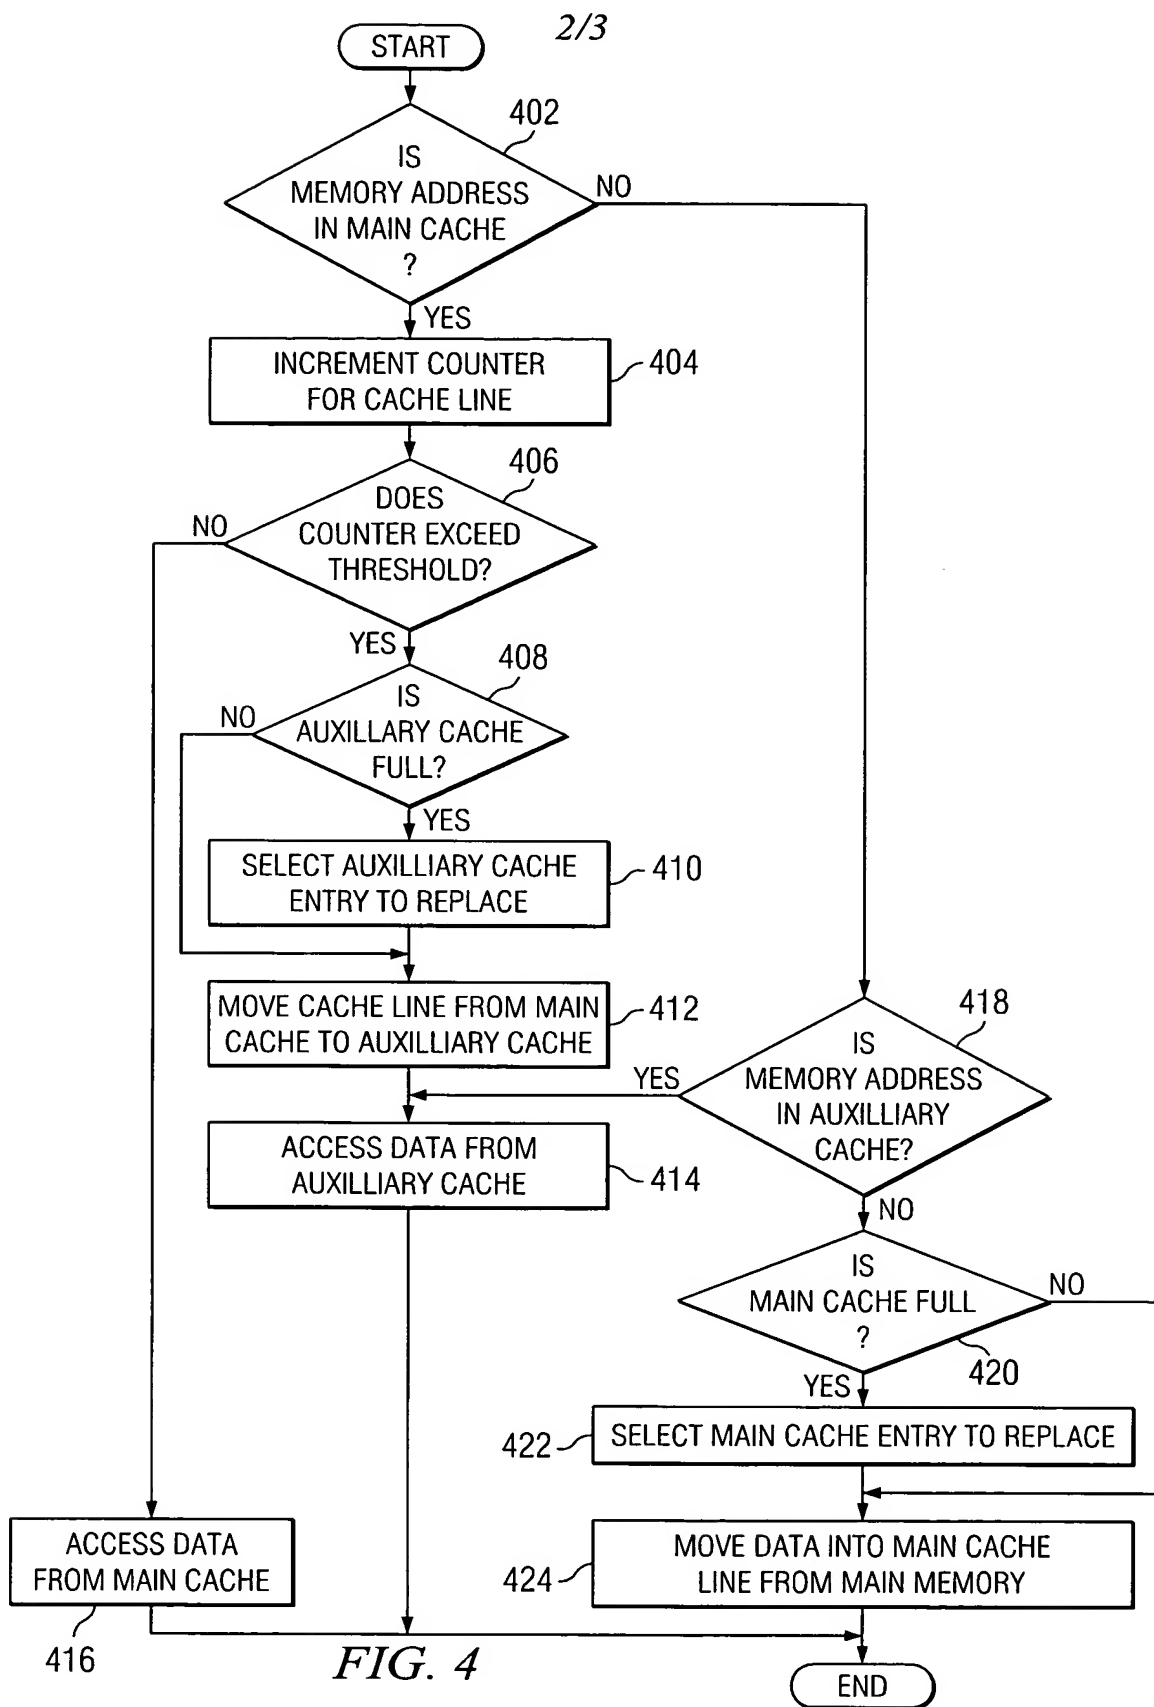 2/3
START
402
IS
MEMORY ADDRESS
IN MAIN CACHE
?
NO
YES
INCREMENT COUNTER
FOR CACHE LINE
404
406
DOES
COUNTER EXCEED
THRESHOLD?
NO
YES
408
IS
AUXILLARY CACHE
FULL?
NO
YES
SELECT AUXILLIARY CACHE
ENTRY TO REPLACE
410
MOVE CACHE LINE FROM MAIN
CACHE TO AUXILLIARY CACHE
412
418
IS
MEMORY ADDRESS
IN AUXILLIARY
CACHE?
YES
NO
ACCESS DATA FROM
AUXILLIARY CACHE
414
IS
MAIN CACHE FULL
?
NO
420
YES
422
SELECT MAIN CACHE ENTRY TO REPLACE
ACCESS DATA
FROM MAIN CACHE
416
424
MOVE DATA INTO MAIN CACHE
LINE FROM MAIN MEMORY
FIG. 4
END